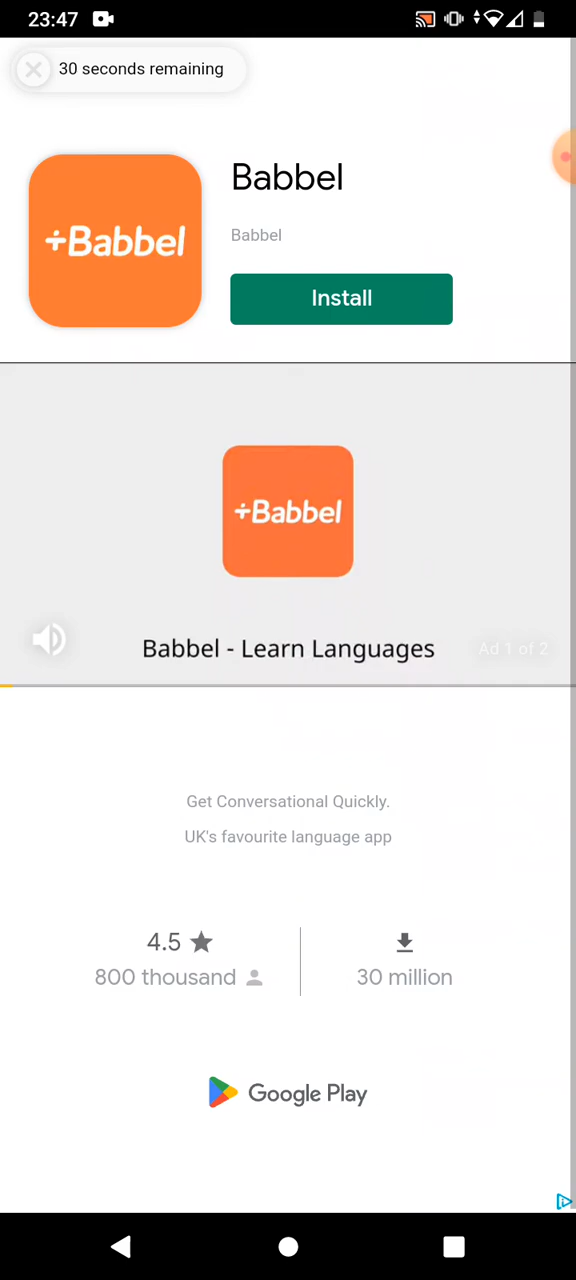 23:47
30 seconds remaining
Babbel
+Babbel
Babbel
Install
+Babbel
Babbel - Learn Languages
Ad 1 of 2
Get Conversational Quickly.
UK's favourite language app
4.5
800 thousand
30 million
Google Play